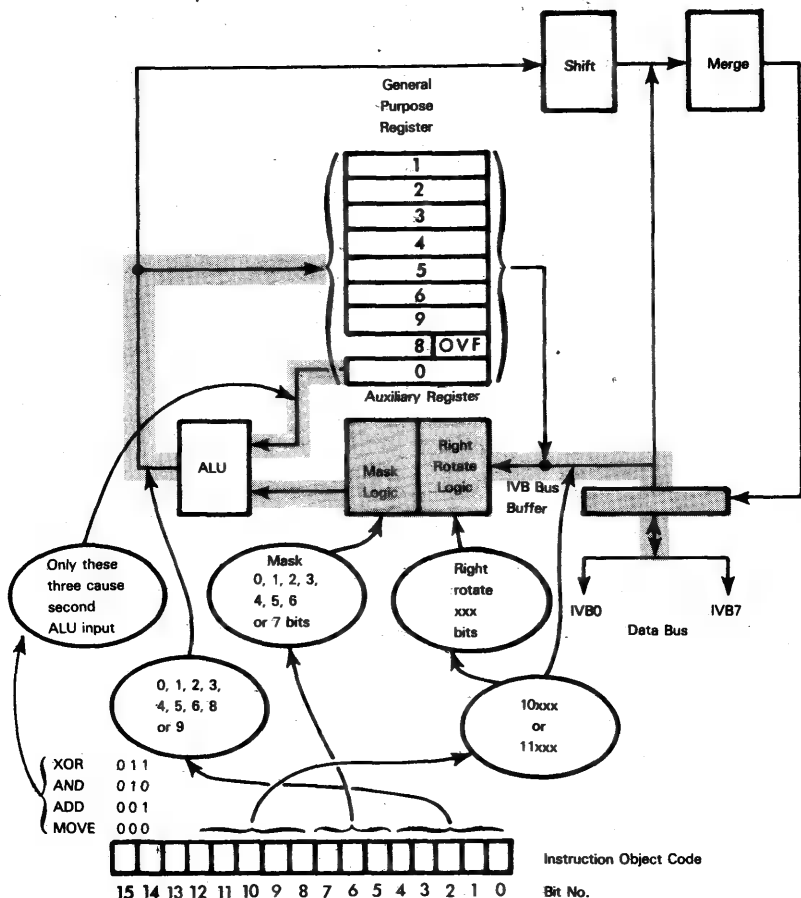 Shift
Merge
General
Purpose
Register
1
2
3
4
5
6
9
8 OVF
0
Auxiliary Register
ALU
Mask
Logic
Right
Rotate
Logic
IVB Bus
Buffer
Only these
three cause
second
ALU input
Mask
0, 1, 2, 3,
4, 5, 6
or 7 bits
Right
rotate
xxx
bits
IVB0
IVB7
Data Bus
0, 1, 2, 3,
4, 5, 6, 8
or 9
10xxx
or
11xxx
XOR 011
AND 010
ADD 001
MOVE 000
Instruction Object Code
15 14 13 12 11 10 9 8 7 6 5 4 3 2 1 0 Bit No.